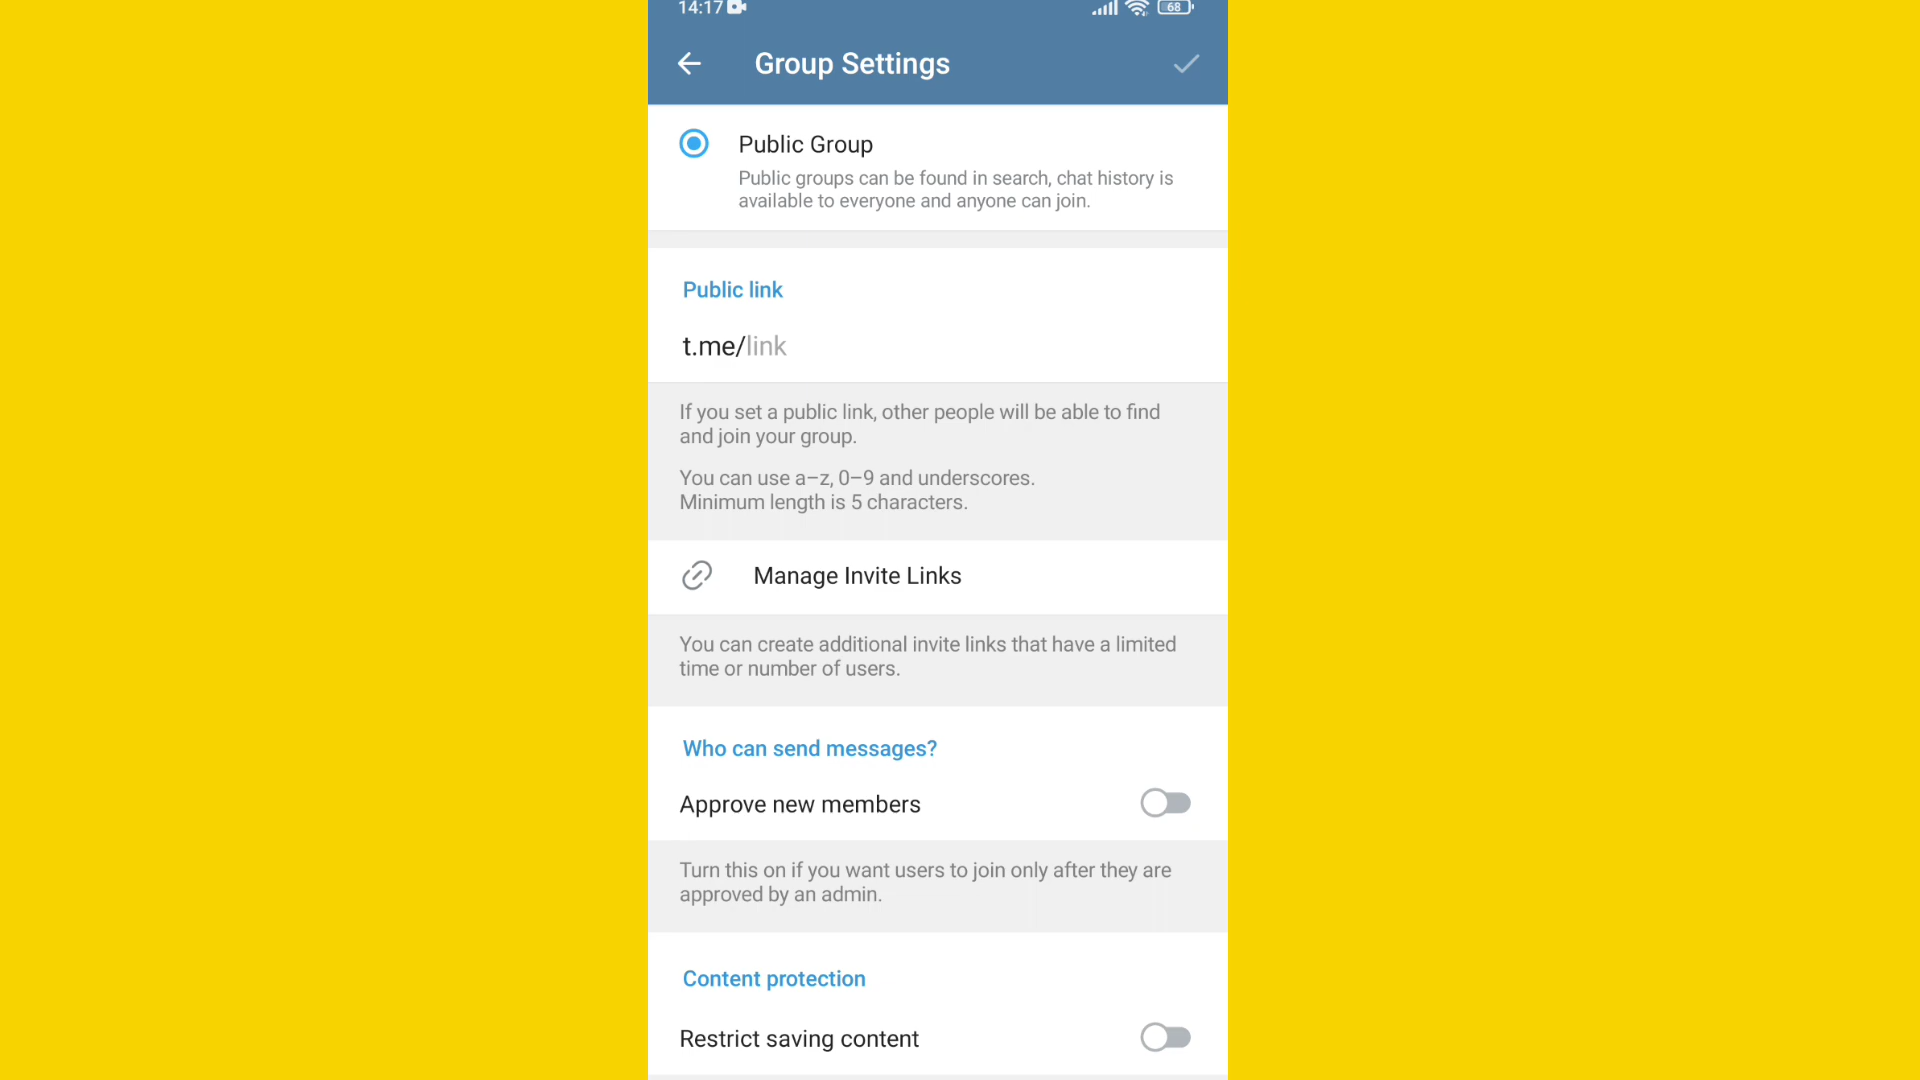 14:17
68
Group Settings
Public Group
Public groups can be found in search, chat history is
available to everyone and anyone can join.
Public link
t.me/link
If you set a public link, other people will be able to find
and join your group.
You can use a–z, 0–9 and underscores.
Minimum length is 5 characters.
Manage Invite Links
You can create additional invite links that have a limited
time or number of users.
Who can send messages?
Approve new members
Turn this on if you want users to join only after they are
approved by an admin.
Content protection
Restrict saving content